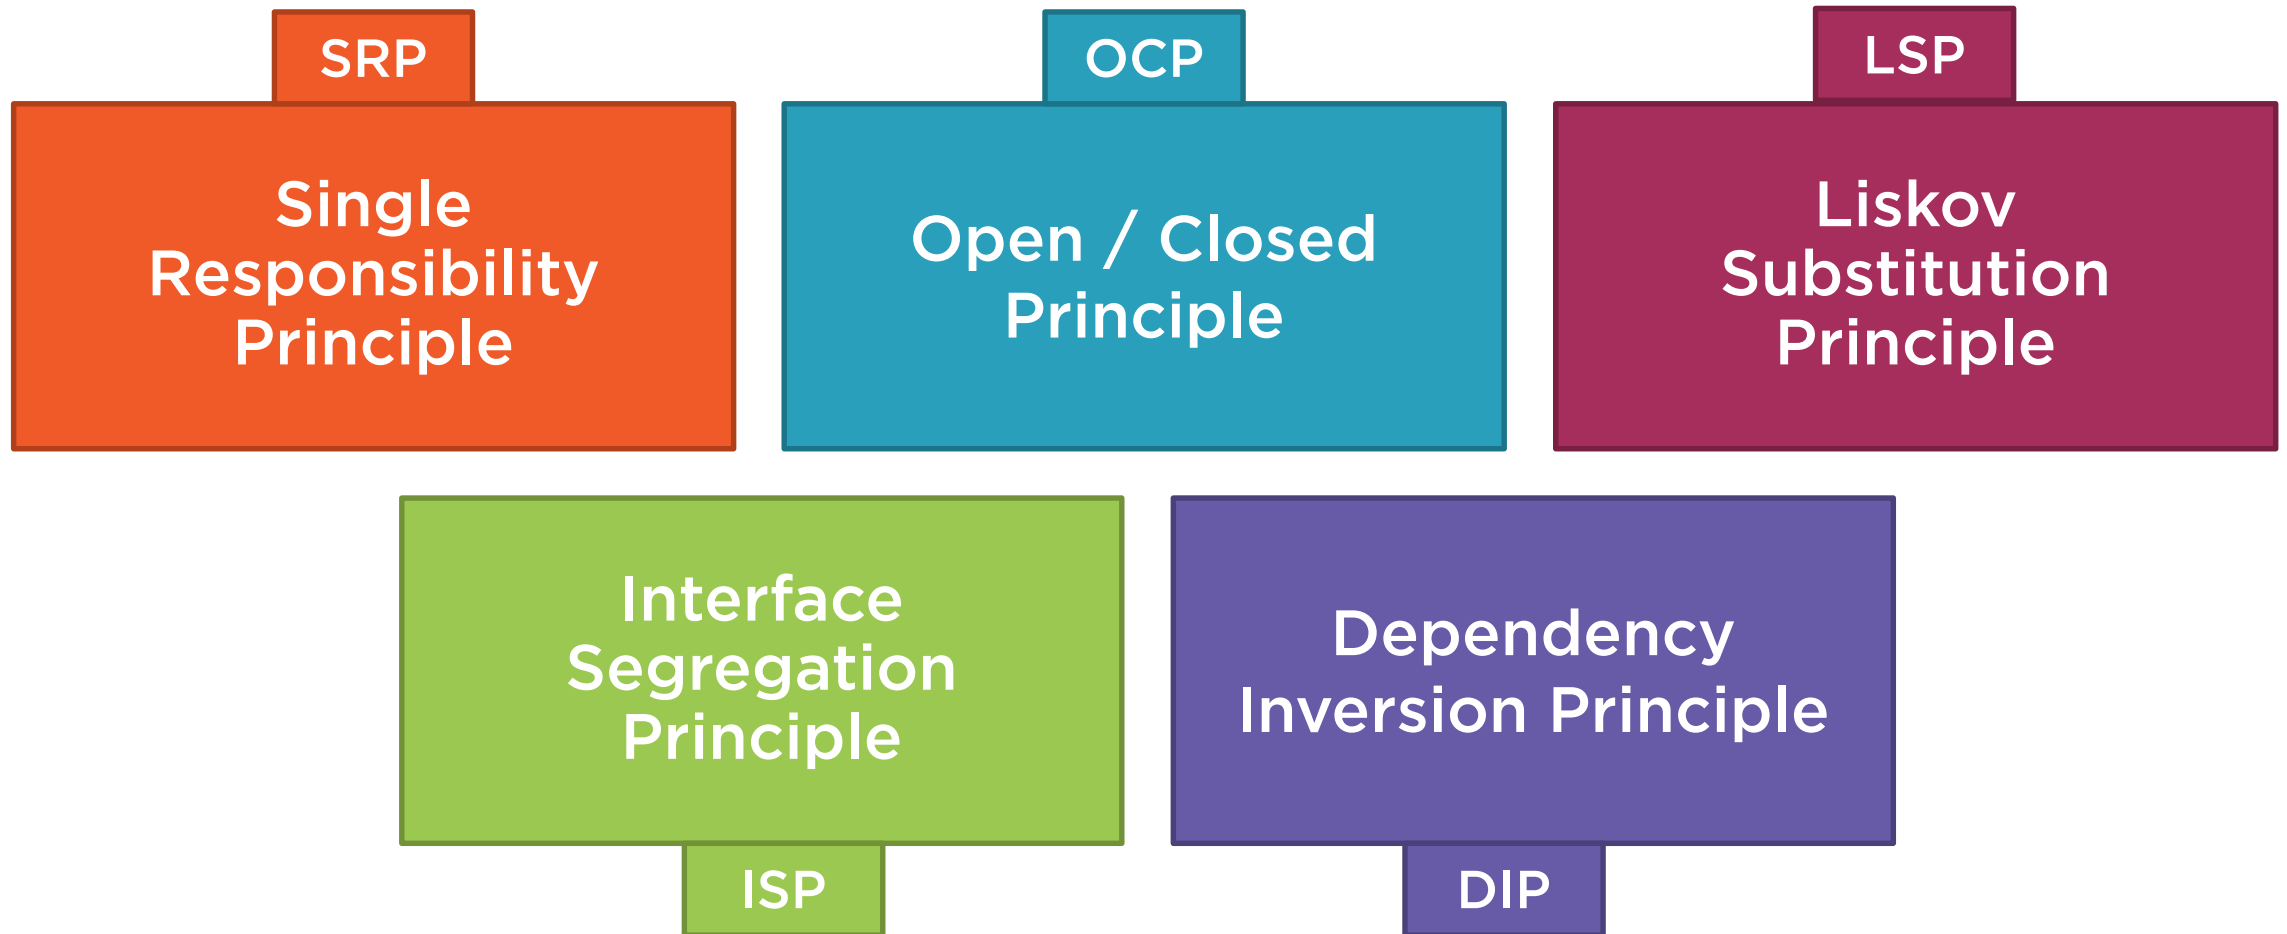 SRP
Single
Responsibility
Principle
OCP
Open / Closed
Principle
LSP
Liskov
Substitution
Principle
Interface
Segregation
Principle
ISP
Dependency
Inversion Principle
DIP